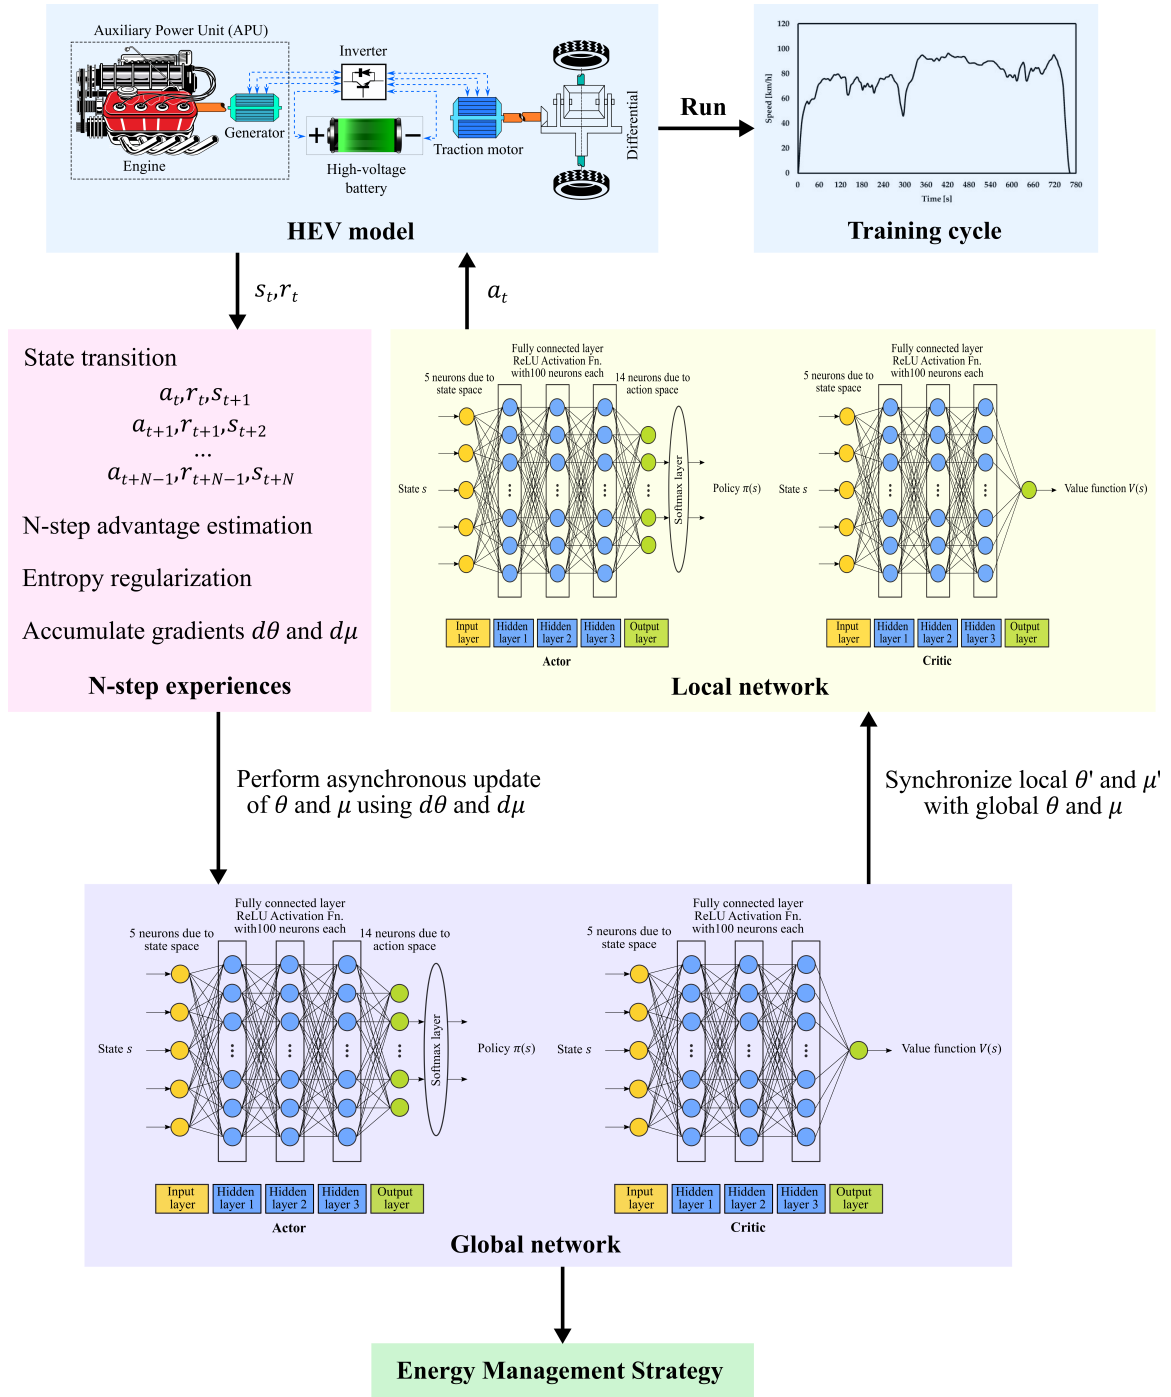 Auxiliary Power Unit (APU)
Inverter
Generator
Engine
+
−
High-voltage
battery
Traction motor
Differential
HEV model
Run
Speed [km/h]
120
100
80
60
40
20
0
0 60 120 180 240 300 360 420 480 540 600 660 720 780
Time [s]
Training cycle
s_t,r_t
a_t
State transition
a_t,r_t,s_{t+1}
a_{t+1},r_{t+1},s_{t+2}
...
a_{t+N−1},r_{t+N−1},s_{t+N}
N-step advantage estimation
Entropy regularization
Accumulate gradients dθ and dμ
N-step experiences
Fully connected layer
ReLU Activation Fn.
with100 neurons each
5 neurons due to
state space
14 neurons due to
action space
State s
Softmax layer
Policy π(s)
Input
layer
Hidden
layer 1
Hidden
layer 2
Hidden
layer 3
Output
layer
Actor
Fully connected layer
ReLU Activation Fn.
with100 neurons each
5 neurons due to
state space
State s
Value function V(s)
Input
layer
Hidden
layer 1
Hidden
layer 2
Hidden
layer 3
Output
layer
Critic
Local network
Perform asynchronous update
of θ and μ using dθ and dμ
Synchronize local θ' and μ'
with global θ and μ
Fully connected layer
ReLU Activation Fn.
with100 neurons each
5 neurons due to
state space
14 neurons due to
action space
State s
Softmax layer
Policy π(s)
Input
layer
Hidden
layer 1
Hidden
layer 2
Hidden
layer 3
Output
layer
Actor
Fully connected layer
ReLU Activation Fn.
with100 neurons each
5 neurons due to
state space
State s
Value function V(s)
Input
layer
Hidden
layer 1
Hidden
layer 2
Hidden
layer 3
Output
layer
Critic
Global network
Energy Management Strategy